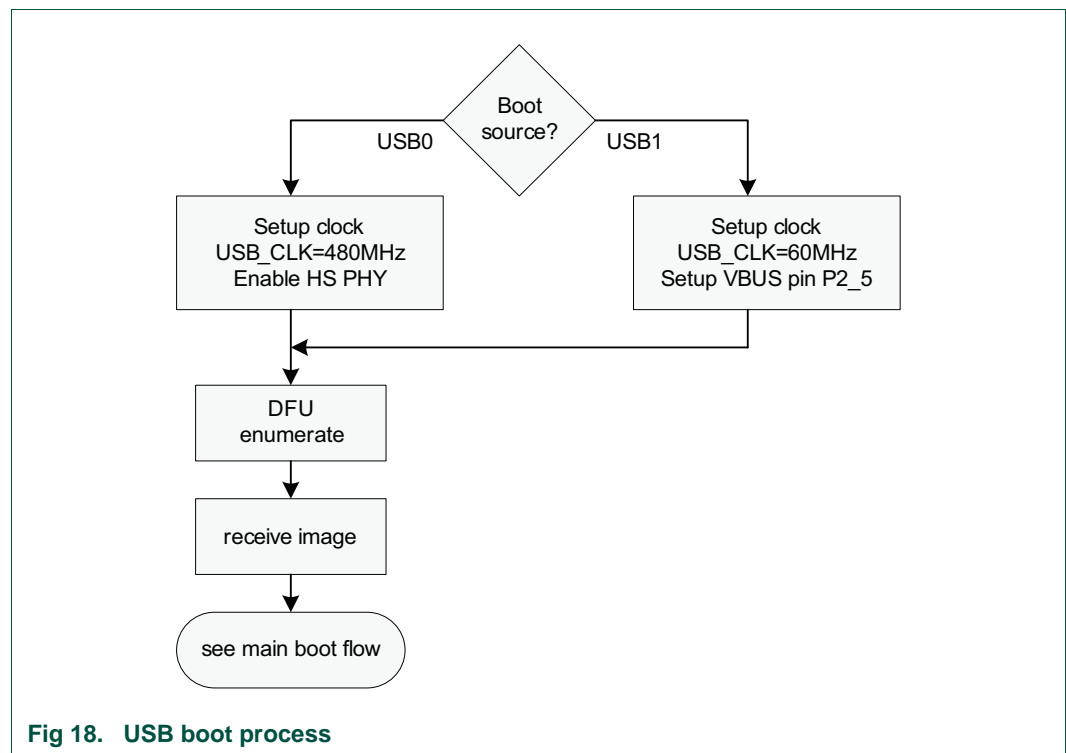 Boot
source?
USB0
USB1
Setup clock
USB_CLK=480MHz
Enable HS PHY
Setup clock
USB_CLK=60MHz
Setup VBUS pin P2_5
DFU
enumerate
receive image
see main boot flow
Fig 18. USB boot process